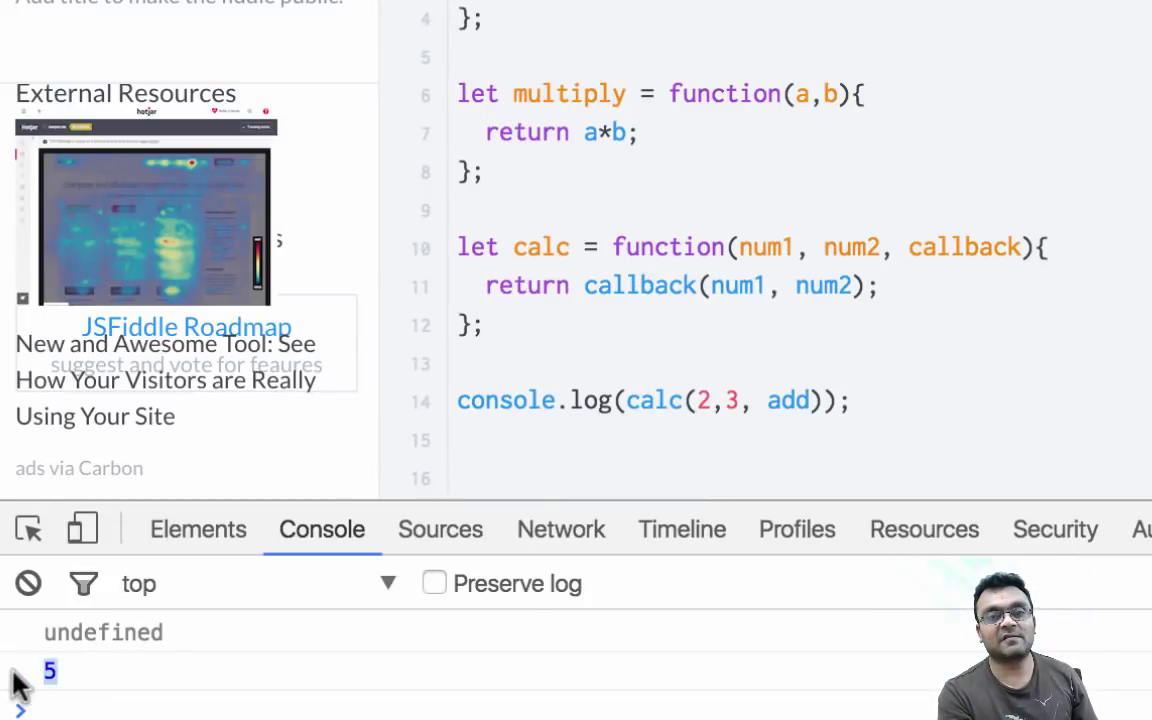 Add title to make the fiddle public.
External Resources
hotjar
JSFiddle Roadmap
suggest and vote for feaures
New and Awesome Tool: See
How Your Visitors are Really
Using Your Site
ads via Carbon
4 };
5
6 let multiply = function(a,b){
7 return a*b;
8 };
9
10 let calc = function(num1, num2, callback){
11 return callback(num1, num2);
12 };
13
14 console.log(calc(2,3, add));
15
16
Elements Console Sources Network Timeline Profiles Resources Security Au
top Preserve log
undefined
5